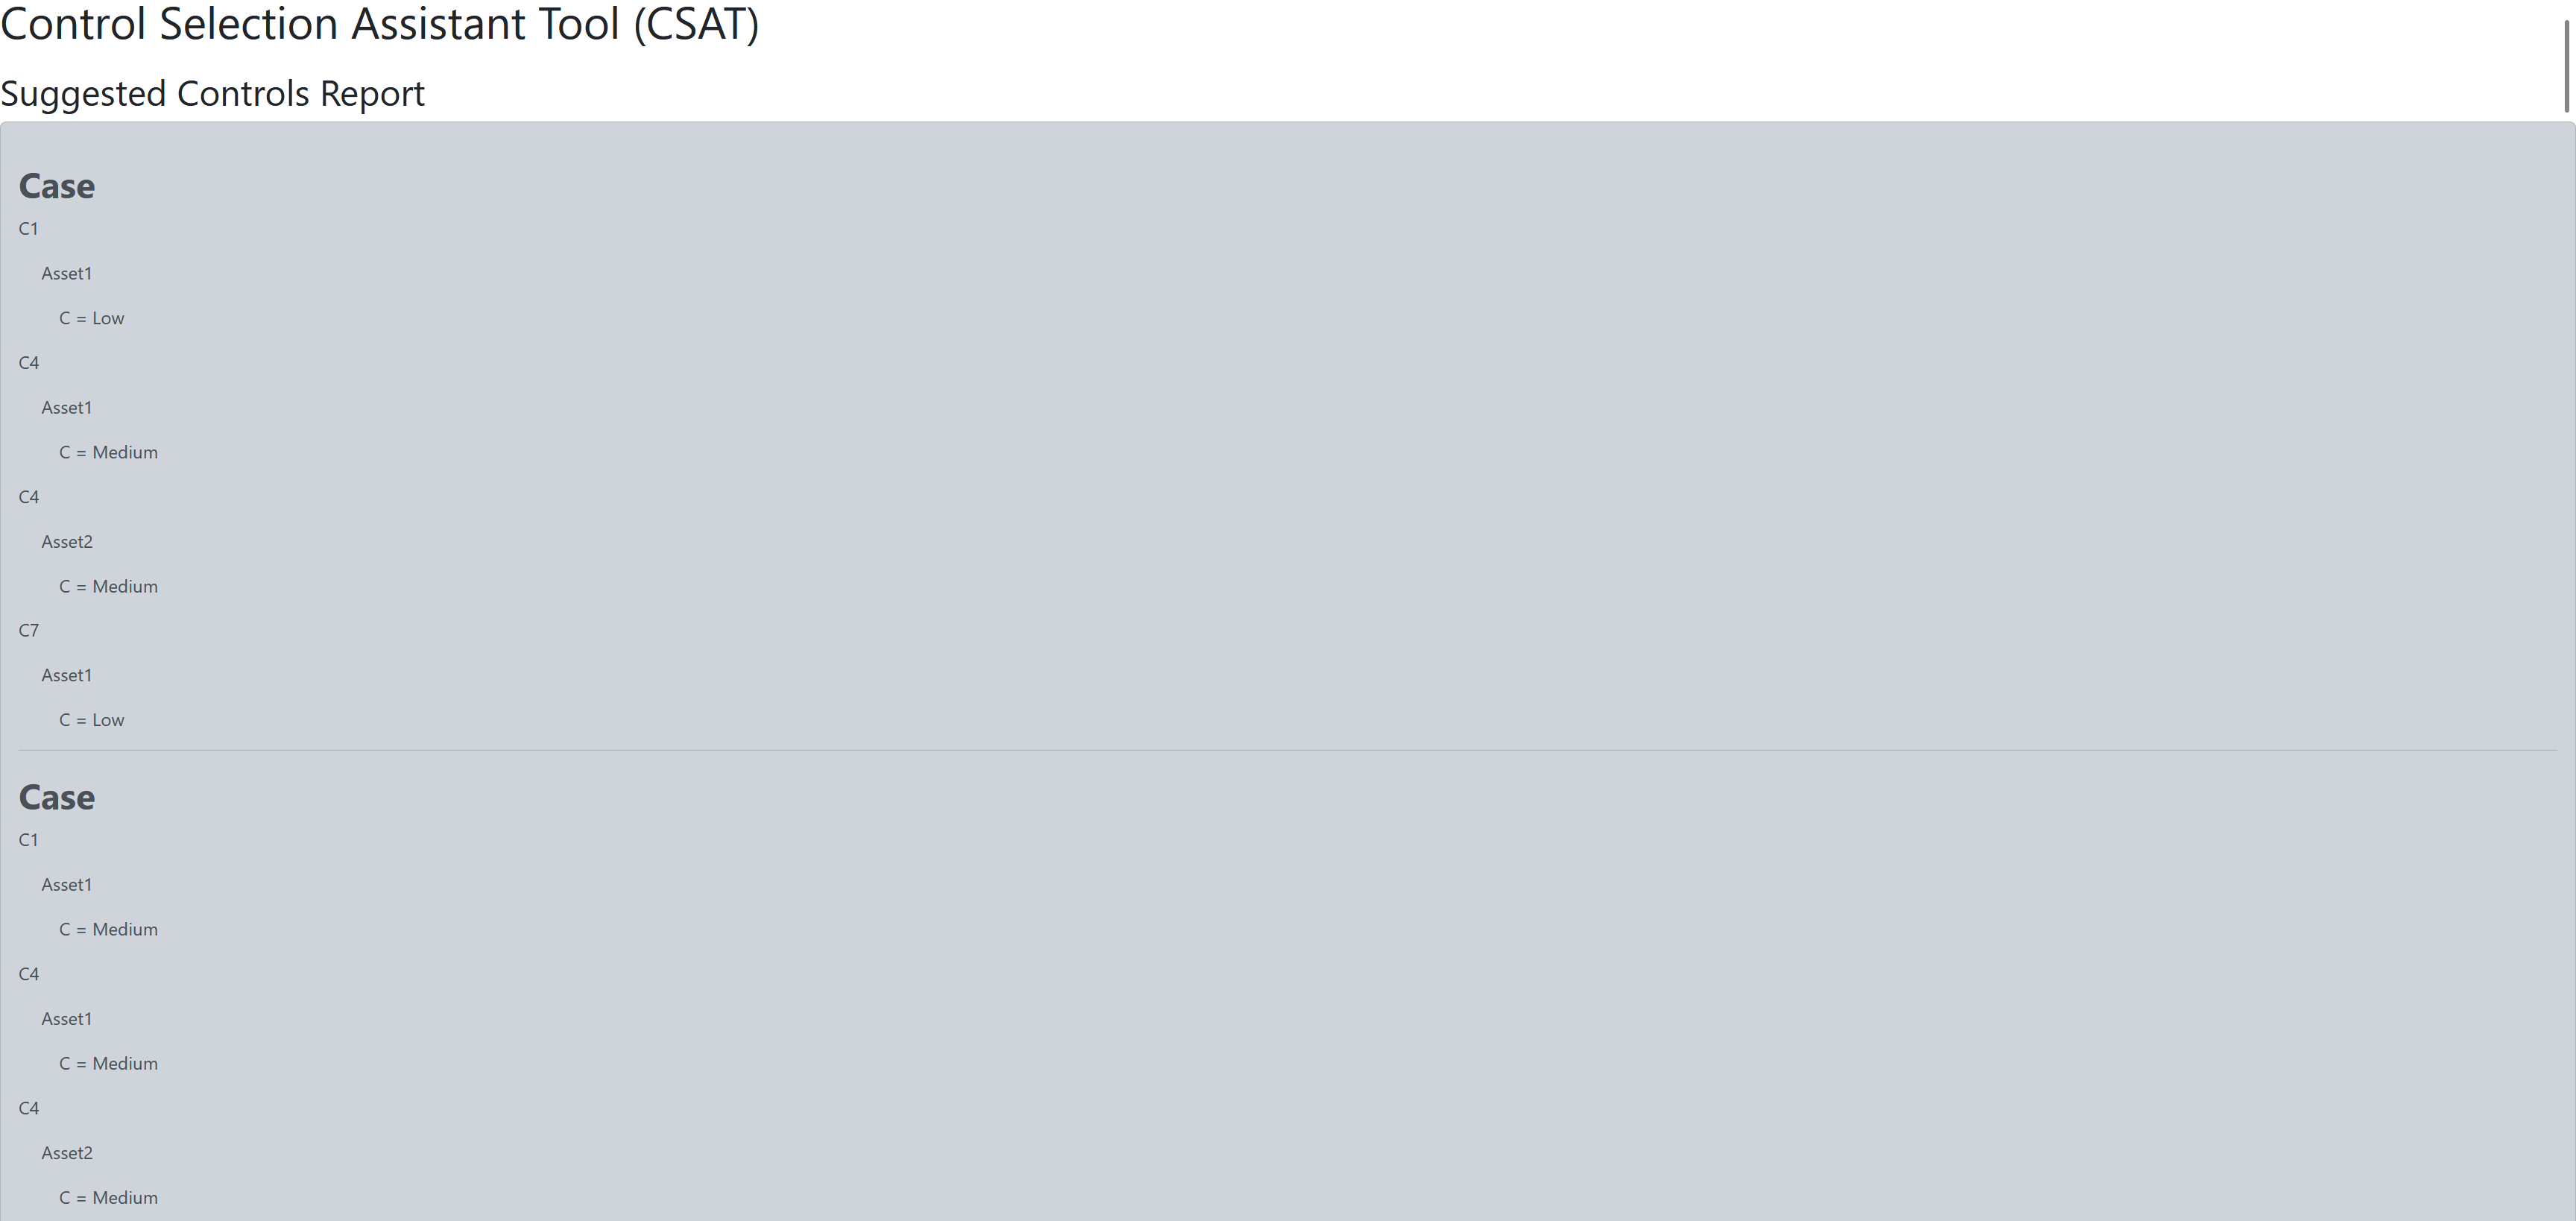 Control Selection Assistant Tool (CSAT)
Suggested Controls Report
Case
C1
Asset1
C = Low
C4
Asset1
C = Medium
C4
Asset2
C = Medium
C7
Asset1
C = Low
Case
C1
Asset1
C = Medium
C4
Asset1
C = Medium
C4
Asset2
C = Medium